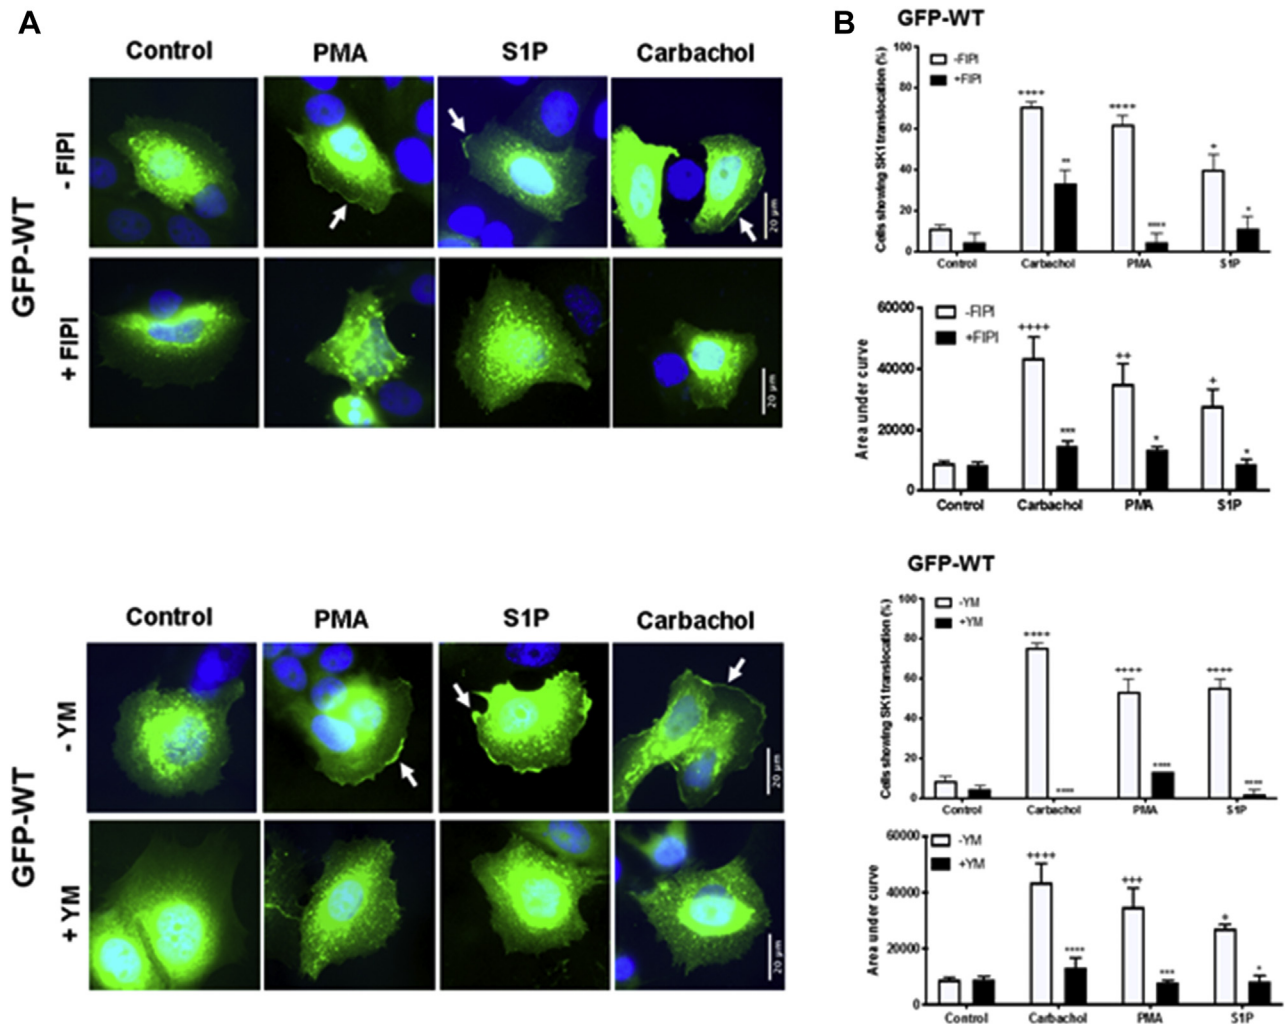 A
Control PMA S1P Carbachol
GFP-WT
- FIPI
20 µm
+ FIPI
20 µm
Control PMA S1P Carbachol
GFP-WT
- YM
20 µm
+ YM
20 µm
B
GFP-WT
Cells showing SK1 translocation (%)
100
80
60
40
20
0
-FIPI
+FIPI
++++
**
++++
****
+
*
Control Carbachol PMA S1P
Area under curve
60000
40000
20000
0
-FIPI
+FIPI
++++
***
++
*
+
*
Control Carbachol PMA S1P
GFP-WT
Cells showing SK1 translocation (%)
100
80
60
40
20
0
-YM
+YM
++++
****
++++
****
++++
****
Control Carbachol PMA S1P
Area under curve
60000
40000
20000
0
-YM
+YM
++++
****
+++
***
+
*
Control Carbachol PMA S1P